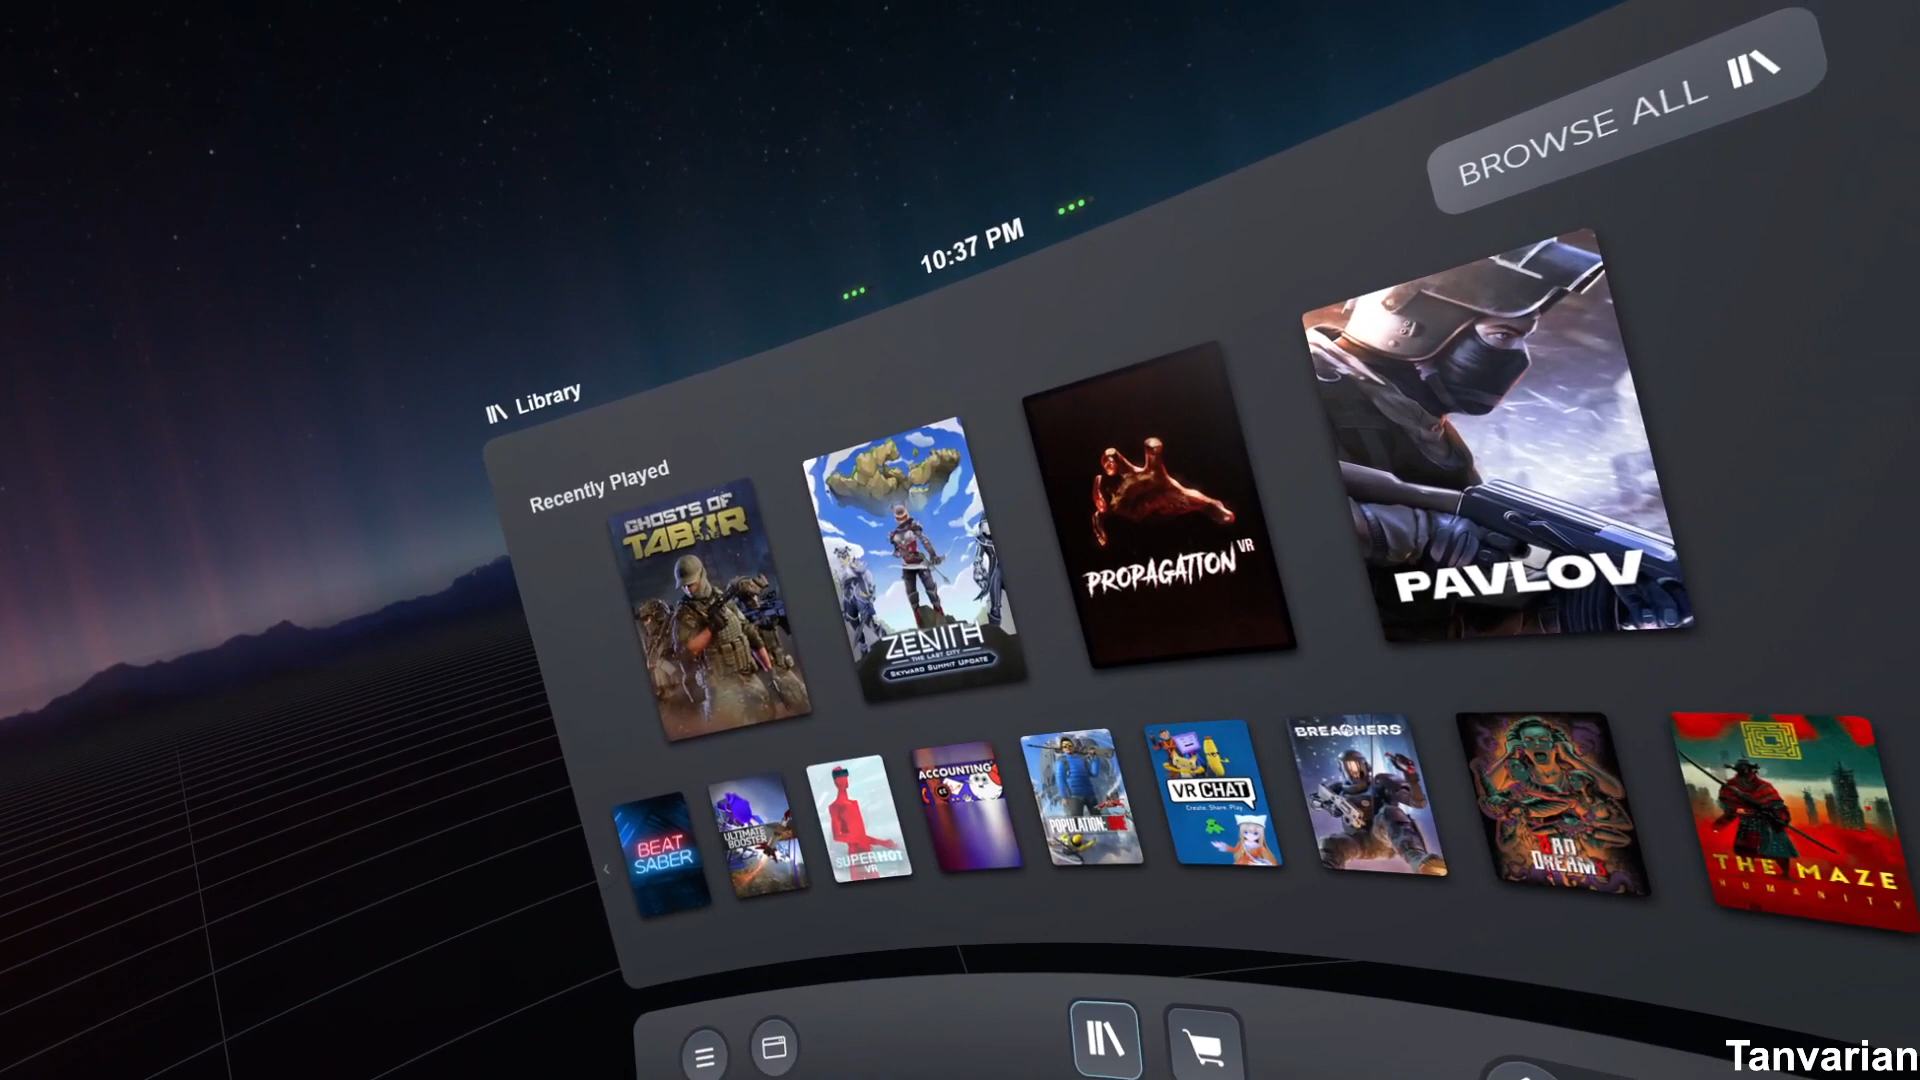 BROWSE ALL
10:37 PM
Library
Recently Played
GHOSTS OF
TABOR
ZENITH
THE LAST CITY
SKYWARD SUMMIT UPDATE
PROPAGATION VR
PAVLOV
BEAT
SABER
ULTIMATE
BOOSTER
SUPERHOT
VR
ACCOUNTING
POPULATION: ONE
VRCHAT
Create. Share. Play.
BREACHERS
BAD
DREAMS
THE MAZE
HUMANITY
Tanvarian